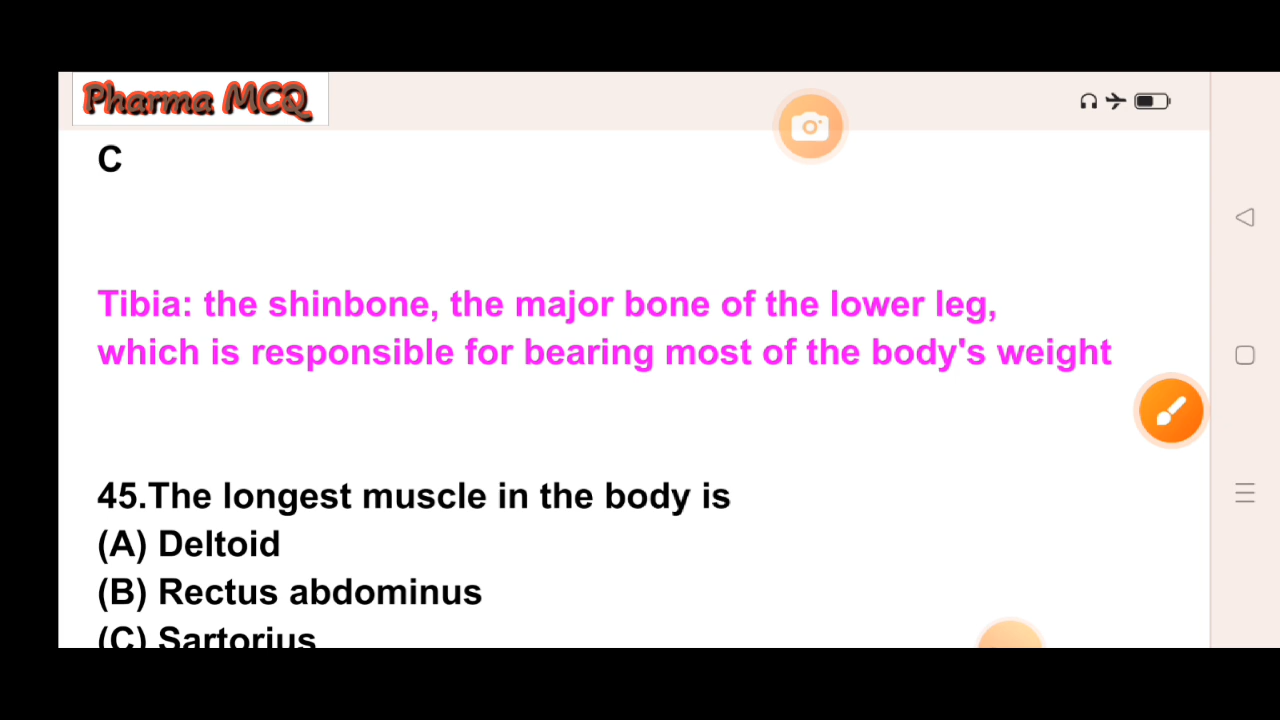 Pharma MCQ
C
Tibia: the shinbone, the major bone of the lower leg,
which is responsible for bearing most of the body's weight
45.The longest muscle in the body is
(A) Deltoid
(B) Rectus abdominus
(C) Sartorius